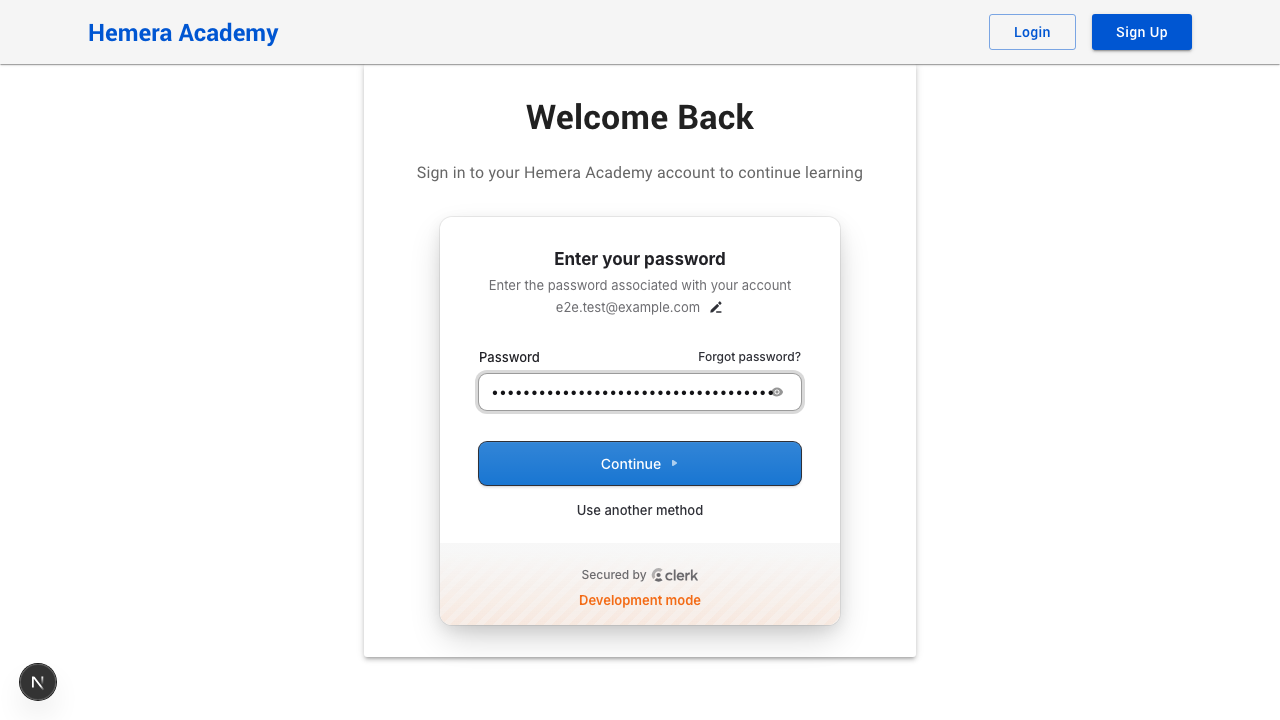 Hemera Academy
Login
Sign Up
Welcome Back
Sign in to your Hemera Academy account to continue learning
Enter your password
Enter the password associated with your account
e2e.test@example.com
Password
Forgot password?
••••••••••••••••••••••••••••••••••••
Continue
Use another method
Secured by clerk
Development mode
N